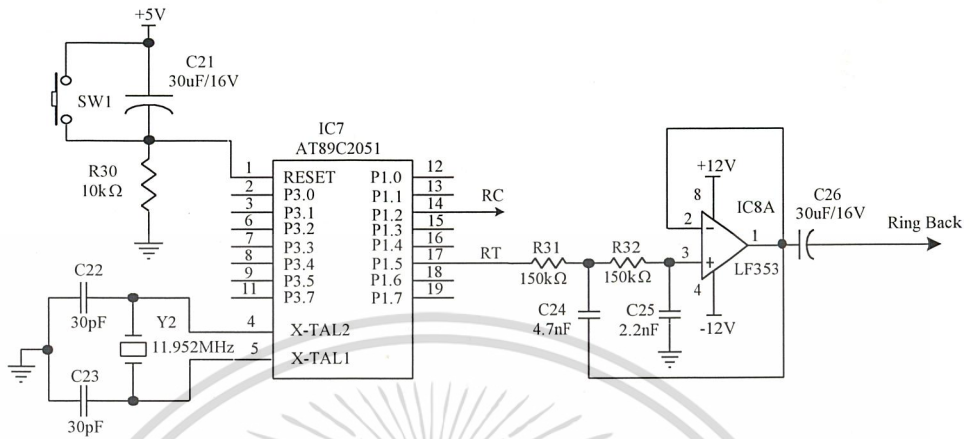 +5V
C21
30uF/16V
SW1
R30
10kΩ
IC7
AT89C2051
1 RESET P1.0 12
2 P3.0 P1.1 13
3 P3.1 P1.2 14 RC
6 P3.2 P1.3 15
7 P3.3 P1.4 16
8 P3.4 P1.5 17 RT
9 P3.5 P1.6 18
11 P3.7 P1.7 19
4 X-TAL2
5 X-TAL1
C22
30pF
Y2
11.952MHz
C23
30pF
R31
150kΩ
R32
150kΩ
C24
4.7nF
C25
2.2nF
+12V
8
IC8A
2 −
3 +
1
LF353
4
-12V
C26
30uF/16V
Ring Back